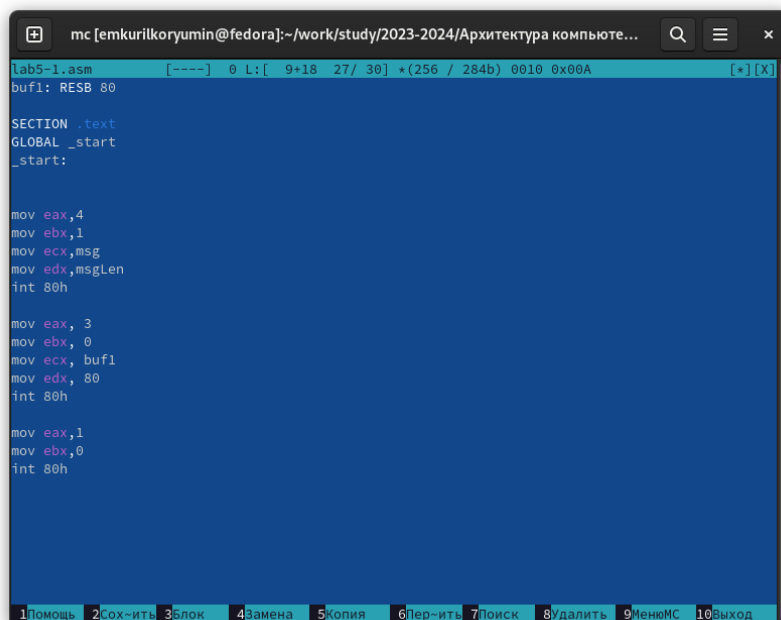 mc [emkurilkoryumin@fedora]:~/work/study/2023-2024/Архитектура компьюте...
lab5-1.asm [----] 0 L:[ 9+18 27/ 30] *(256 / 284b) 0010 0x00A [*][X]
buf1: RESB 80
SECTION .text
GLOBAL _start
_start:
mov eax,4
mov ebx,1
mov ecx,msg
mov edx,msgLen
int 80h
mov eax, 3
mov ebx, 0
mov ecx, buf1
mov edx, 80
int 80h
mov eax,1
mov ebx,0
int 80h
1Помощь 2Сох~ить 3Блок 4Замена 5Копия 6Пер~ить 7Поиск 8Удалить 9МенюMC 10Выход